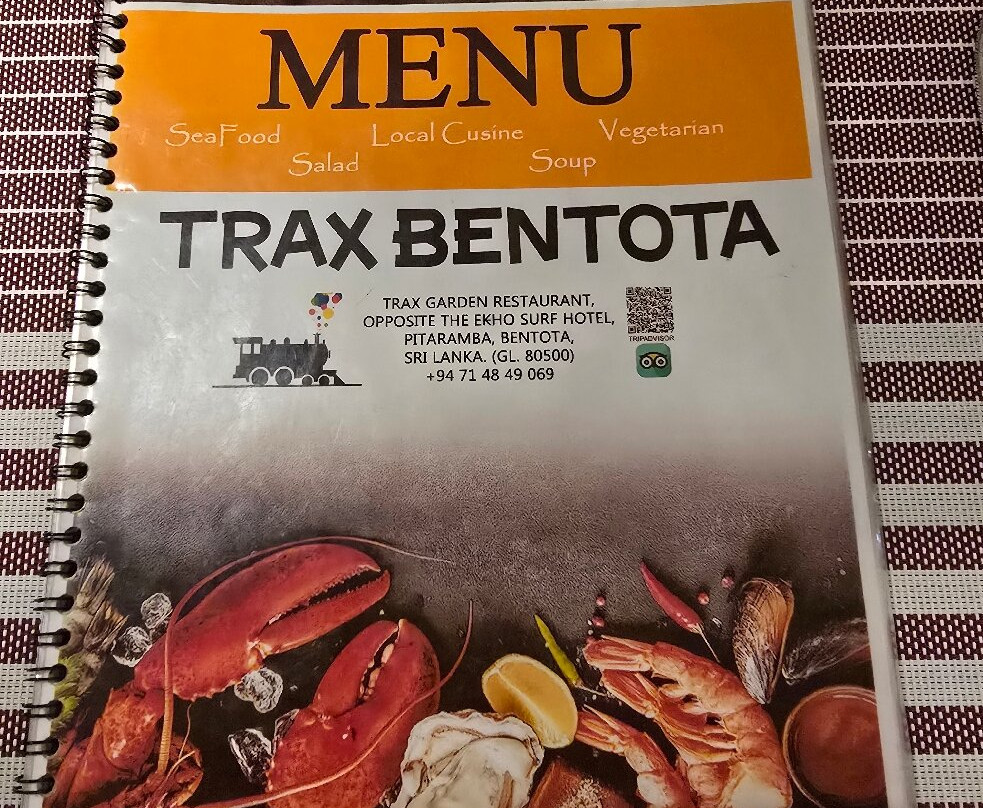 MENU
SeaFood Local Cusine Vegetarian
Salad Soup
TRAX BENTOTA
TRAX GARDEN RESTAURANT,
OPPOSITE THE EKHO SURF HOTEL,
PITARAMBA, BENTOTA,
SRI LANKA. (GL. 80500)
+94 71 48 49 069
TRIPADVISOR